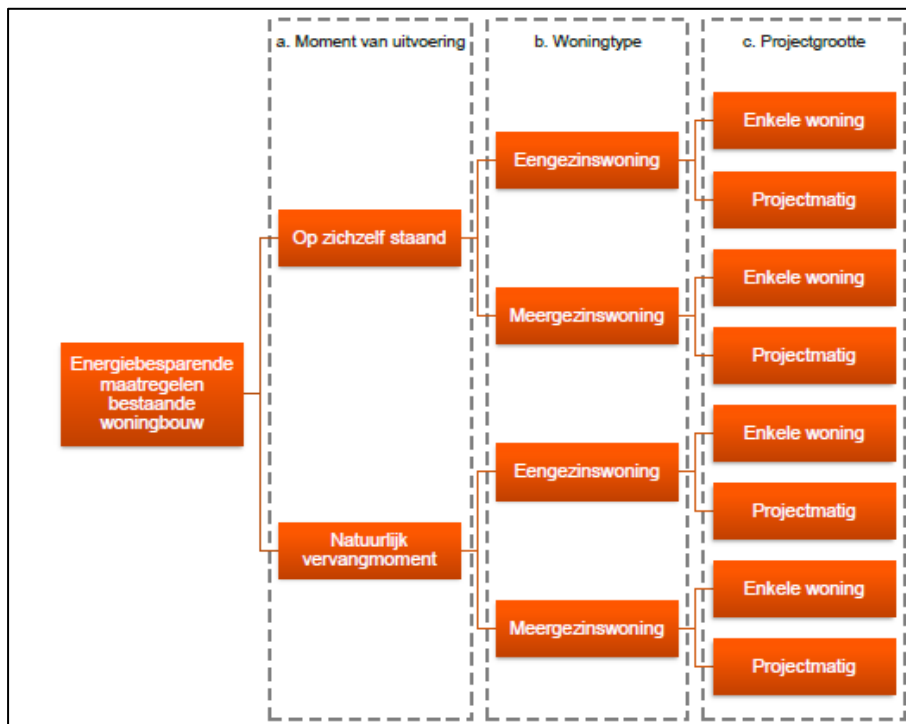 a. Moment van uitvoering
b. Woningtype
c. Projectgrootte
Energiebesparende
maatregelen
bestaande
woningbouw
Op zichzelf staand
Eengezinswoning
Enkele woning
Projectmatig
Meergezinswoning
Enkele woning
Projectmatig
Natuurlijk
vervangmoment
Eengezinswoning
Enkele woning
Projectmatig
Meergezinswoning
Enkele woning
Projectmatig